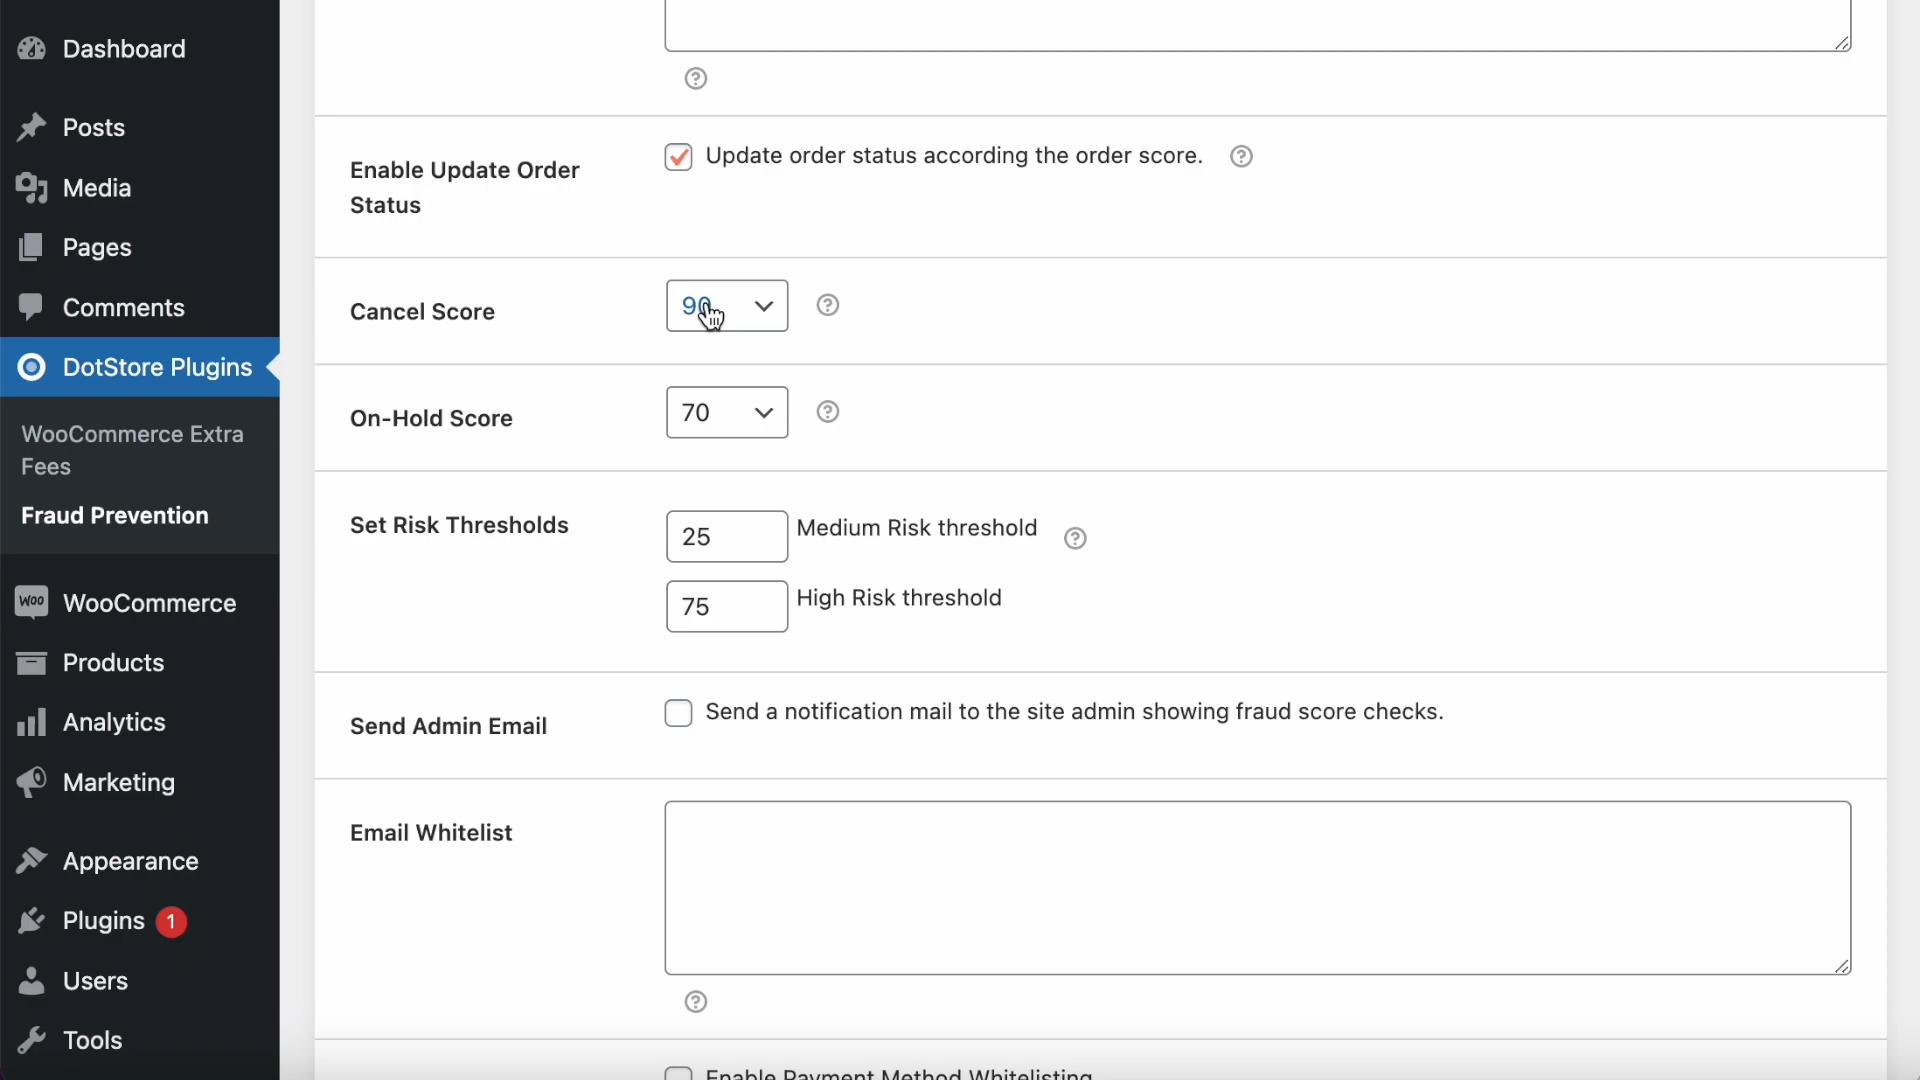 Dashboard
Posts
Media
Pages
Comments
DotStore Plugins
WooCommerce Extra
Fees
Fraud Prevention
Woo WooCommerce
Products
Analytics
Marketing
Appearance
Plugins 1
Users
Tools
?
Enable Update Order
Status
Update order status according the order score. ?
Cancel Score
90 ?
On-Hold Score
70 ?
Set Risk Thresholds
25 Medium Risk threshold ?
75 High Risk threshold
Send Admin Email
Send a notification mail to the site admin showing fraud score checks.
Email Whitelist
?
Enable Payment Method Whitelisting